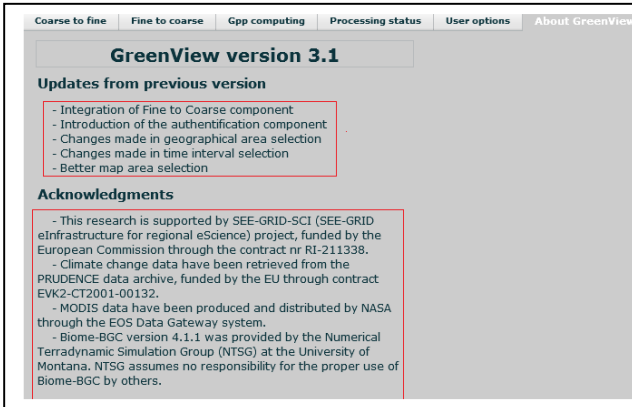 Coarse to fine Fine to coarse Gpp computing Processing status User options About GreenView
GreenView version 3.1
Updates from previous version
- Integration of Fine to Coarse component
- Introduction of the authentification component
- Changes made in geographical area selection
- Changes made in time interval selection
- Better map area selection
Acknowledgments
- This research is supported by SEE-GRID-SCI (SEE-GRID
eInfrastructure for regional eScience) project, funded by the
European Commission through the contract nr RI-211338.
- Climate change data have been retrieved from the
PRUDENCE data archive, funded by the EU through contract
EVK2-CT2001-00132.
- MODIS data have been produced and distributed by NASA
through the EOS Data Gateway system.
- Biome-BGC version 4.1.1 was provided by the Numerical
Terradynamic Simulation Group (NTSG) at the University of
Montana. NTSG assumes no responsibility for the proper use of
Biome-BGC by others.